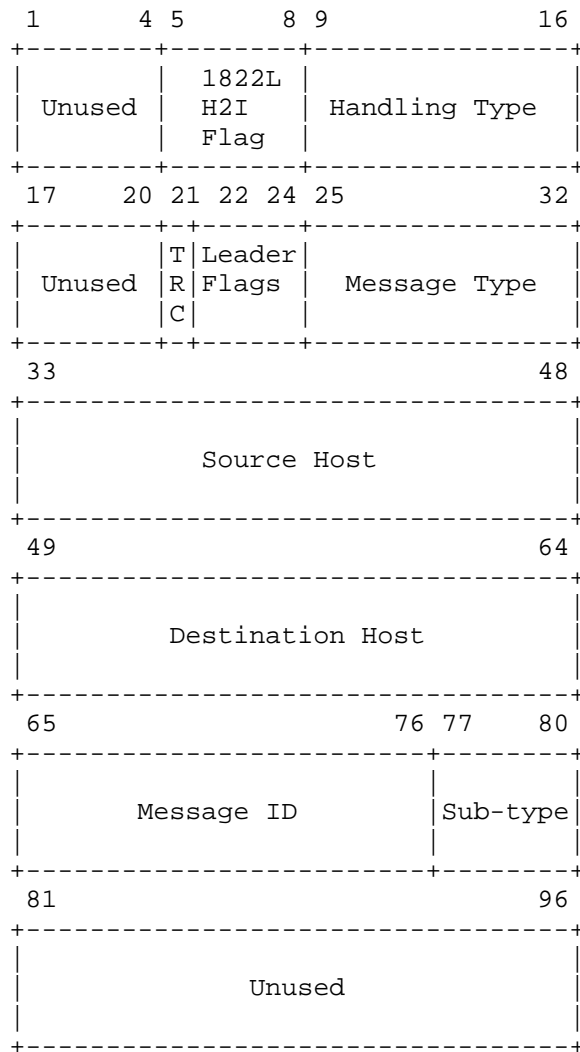 1      4 5      8 9             16
1822L
Unused H2I Handling Type
Flag
17     20 21 22 24 25           32
T Leader
Unused R Flags Message Type
C
33                            48
Source Host
49                            64
Destination Host
65                    76 77   80
Message ID Sub-type
81                            96
Unused